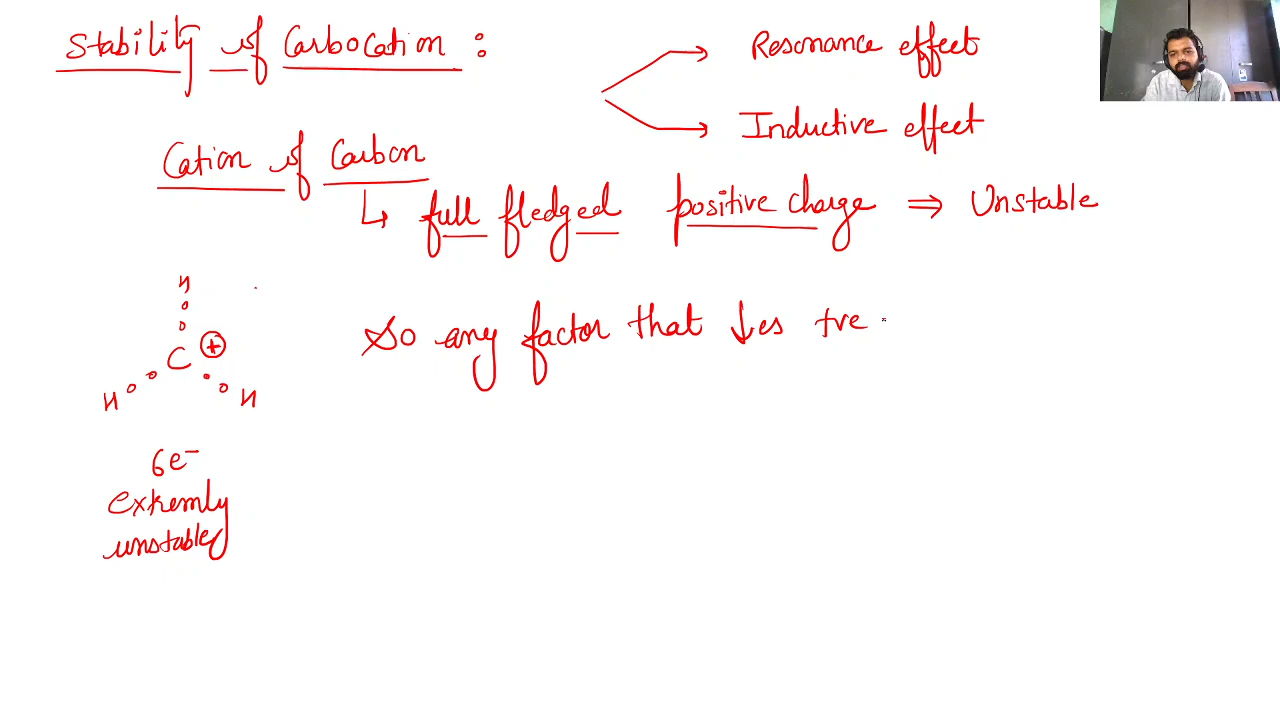 Stability of Carbocation :
Resonance effect
Inductive effect
Cation of Carbon
↳ full fledged positive charge ⇒ Unstable
H
C ⊕
H H
So any factor that ↓es +ve
6e⁻
extremly
unstable